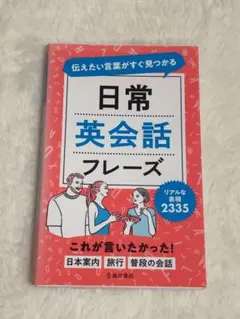 伝えたい言葉がすぐ見つかる
日常
英会話
フレーズ
リアルな
表現
2335
これが言いたかった!
日本案内 旅行 普段の会話